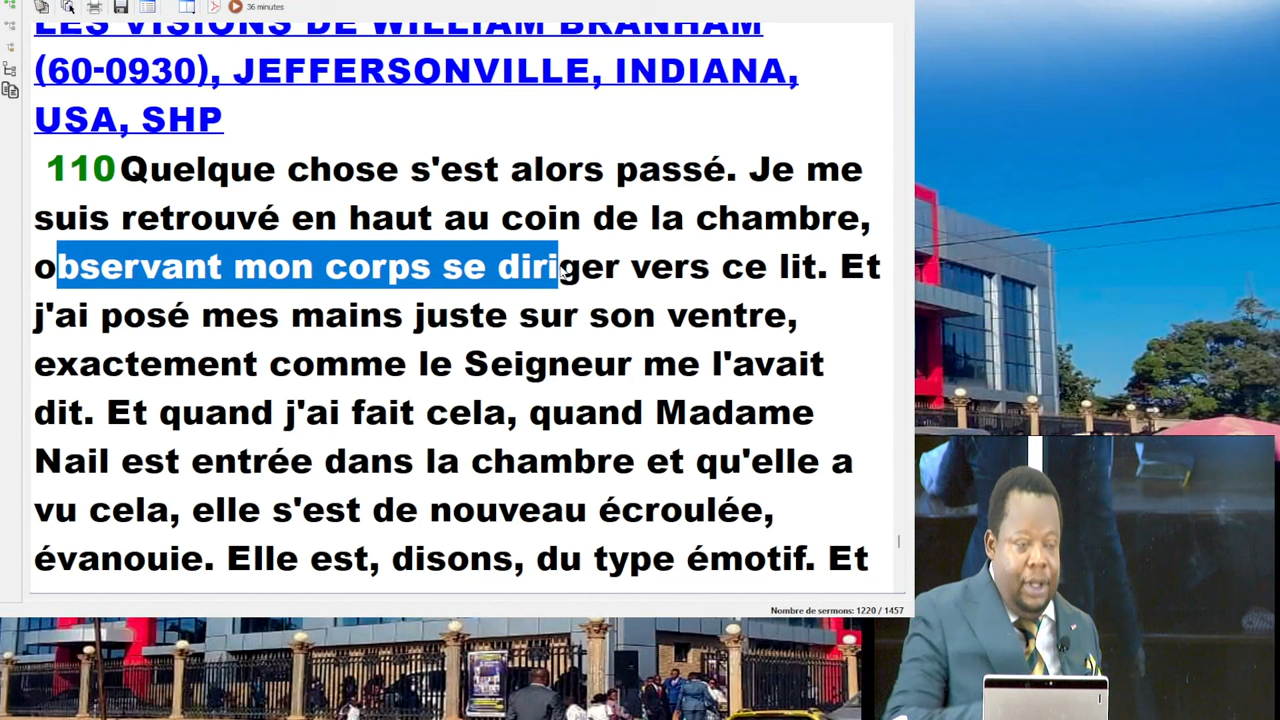 36 minutes
LES VISIONS DE WILLIAM BRANHAM
(60-0930), JEFFERSONVILLE, INDIANA,
USA, SHP
110 Quelque chose s'est alors passé. Je me
suis retrouvé en haut au coin de la chambre,
observant mon corps se diriger vers ce lit. Et
j'ai posé mes mains juste sur son ventre,
exactement comme le Seigneur me l'avait
dit. Et quand j'ai fait cela, quand Madame
Nail est entrée dans la chambre et qu'elle a
vu cela, elle s'est de nouveau écroulée,
évanouie. Elle est, disons, du type émotif. Et
Nombre de sermons: 1220 / 1457